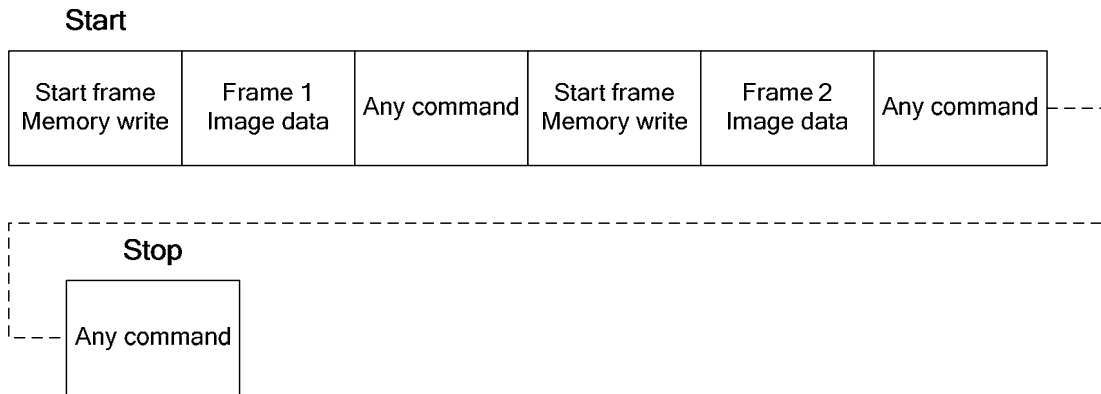 Start
Start frame
Memory write
Frame 1
Image data
Any command
Start frame
Memory write
Frame 2
Image data
Any command
Stop
Any command